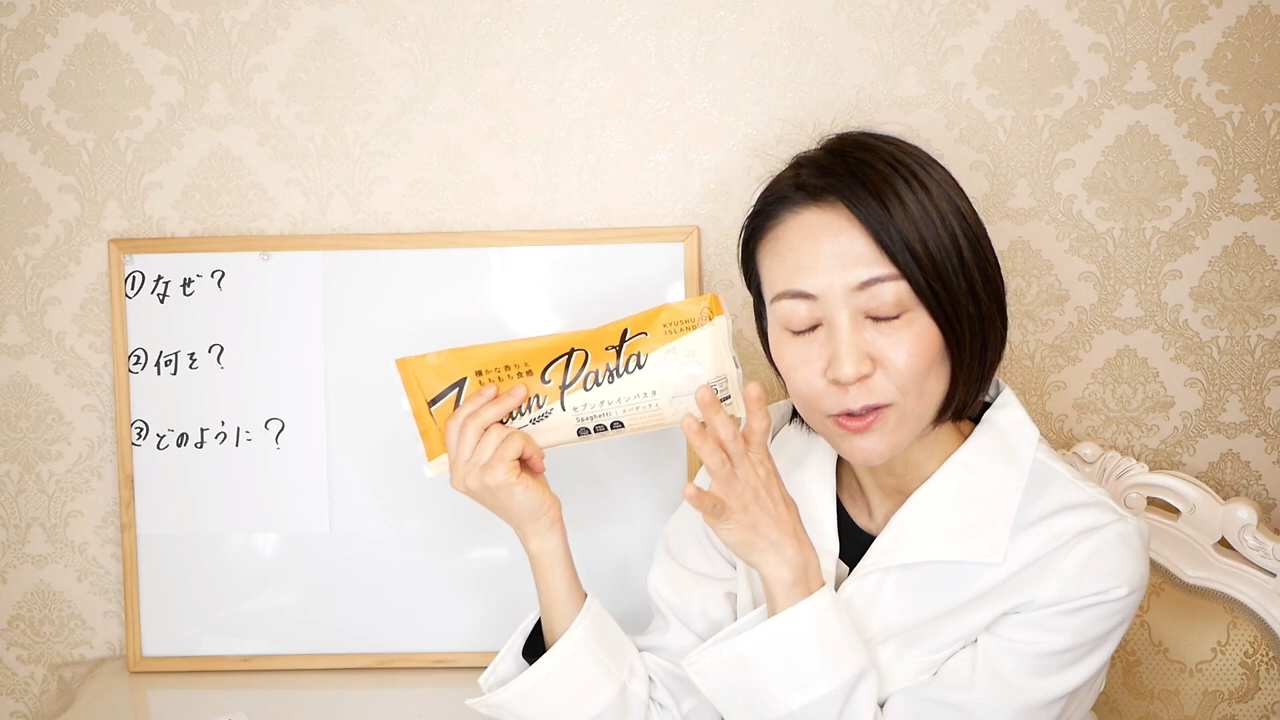 ①なぜ?
②何を?
③どのように?
KYUSHU
ISLAND
穏かな香りと
もちもち食感
Pasta
セブングレインパスタ
Spaghetti | スパゲッティ